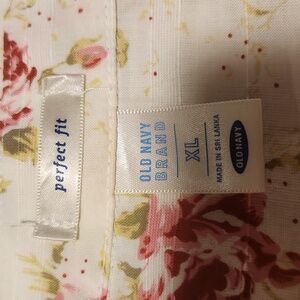 perfect fit
OLD NAVY
BRAND
XL
MADE IN SRI LANKA
OLD NAVY